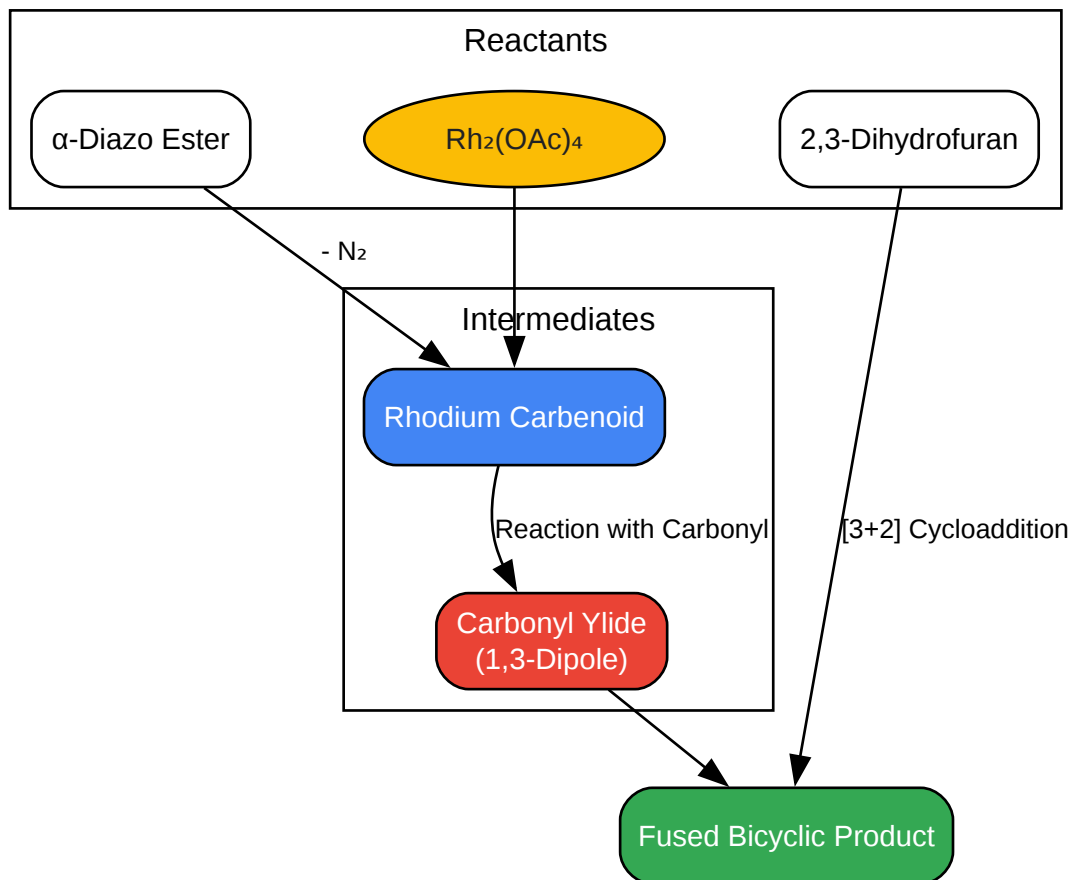 Reactants
α-Diazo Ester
Rh₂(OAc)₄
2,3-Dihydrofuran
- N₂
Intermediates
Rhodium Carbenoid
Reaction with Carbonyl
[3+2] Cycloaddition
Carbonyl Ylide
(1,3-Dipole)
Fused Bicyclic Product